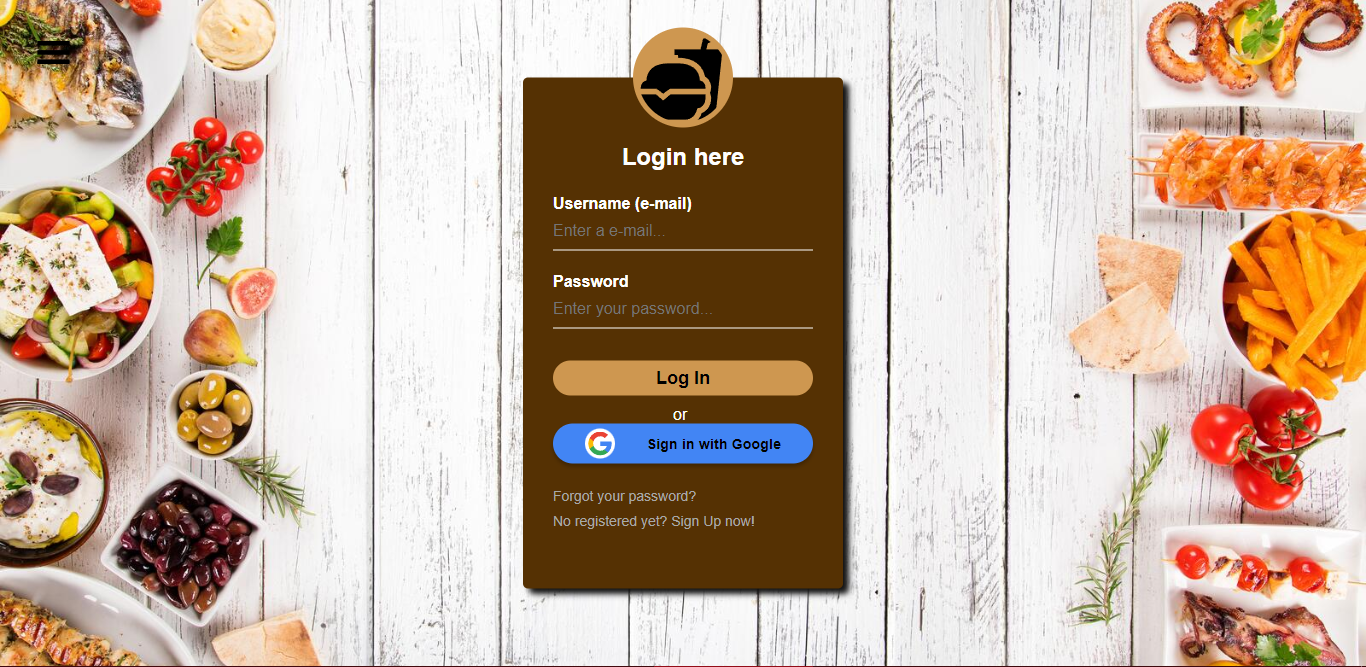 Login here
Username (e-mail)
Enter a e-mail...
Password
Enter your password...
Log In
or
Sign in with Google
Forgot your password?
No registered yet? Sign Up now!